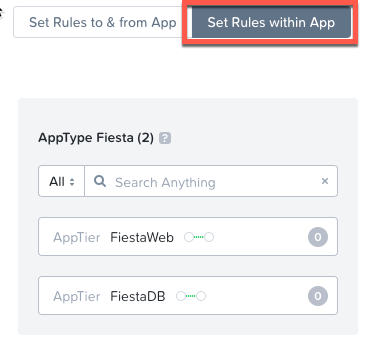 Set Rules to & from App
Set Rules within App
AppType Fiesta (2) ?
All Search Anything ×
AppTier FiestaWeb 0
AppTier FiestaDB 0